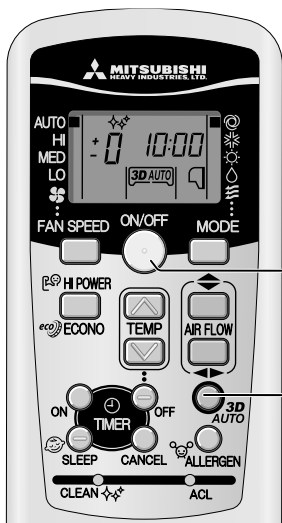 MITSUBISHI
HEAVY INDUSTRIES, LTD.
AUTO
HI
MED
LO
+
- 0 10:00
3D AUTO
FAN SPEED ON/OFF MODE
HI POWER
eco ECONO TEMP AIR FLOW
ON TIMER OFF
3D
AUTO
SLEEP CANCEL ALLERGEN
CLEAN ACL